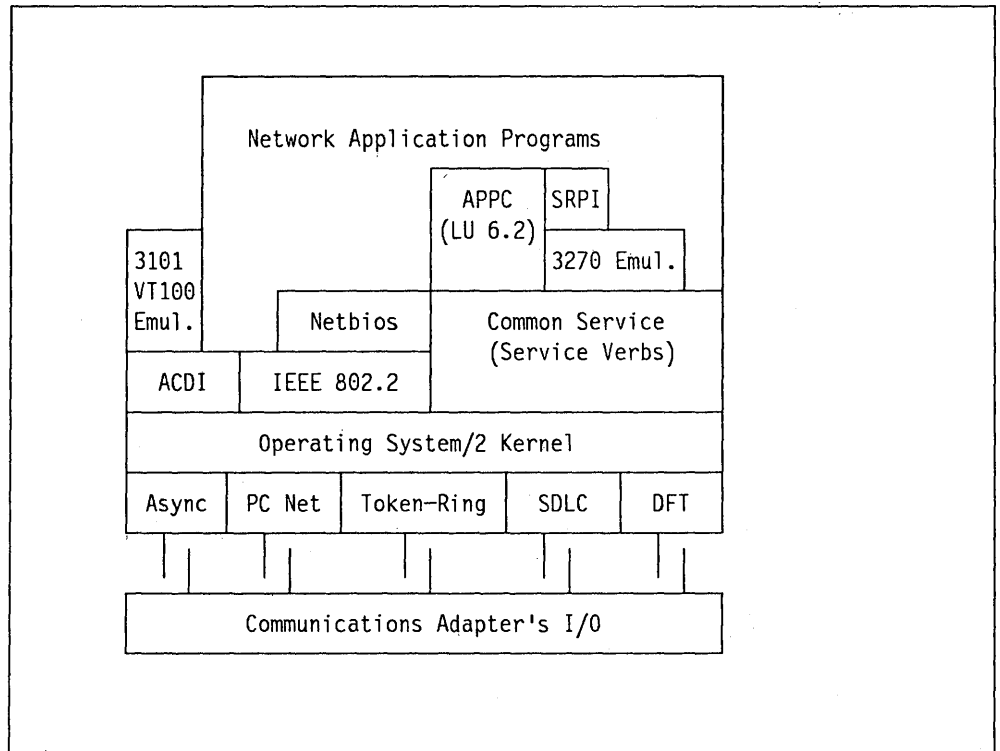 Network Application Programs
APPC
(LU 6.2)
SRPI
3270 Emul.
3101
VT100
Emul.
Netbios
Common Service
(Service Verbs)
ACDI
IEEE 802.2
Operating System/2 Kernel
Async
PC Net
Token-Ring
SDLC
DFT
Communications Adapter's I/O